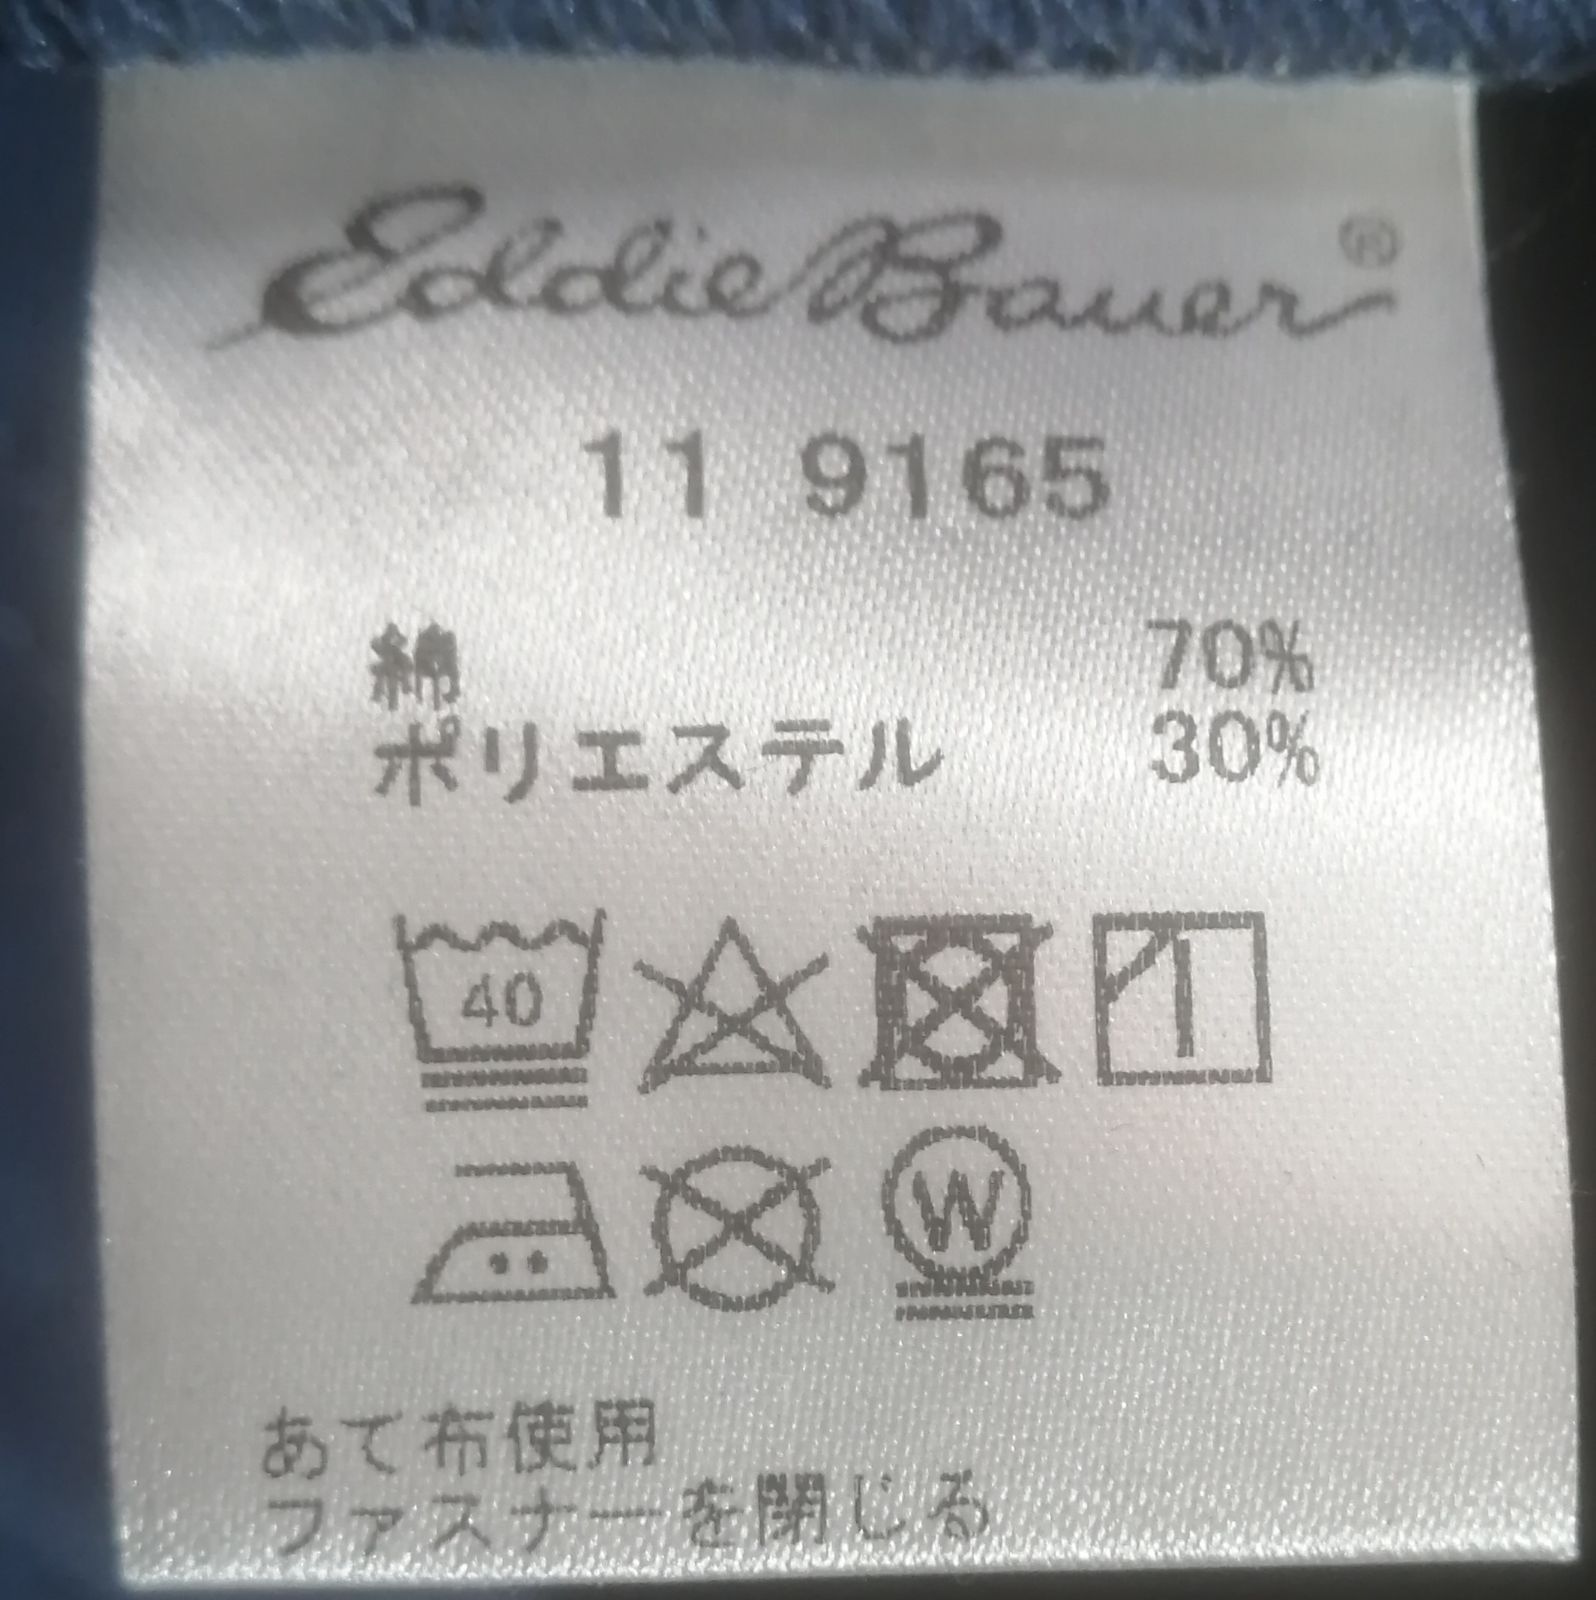 Eddie Bauer®
11 9165
綿 70%
ポリエステル 30%
40
W
あて布使用
ファスナーを閉じる